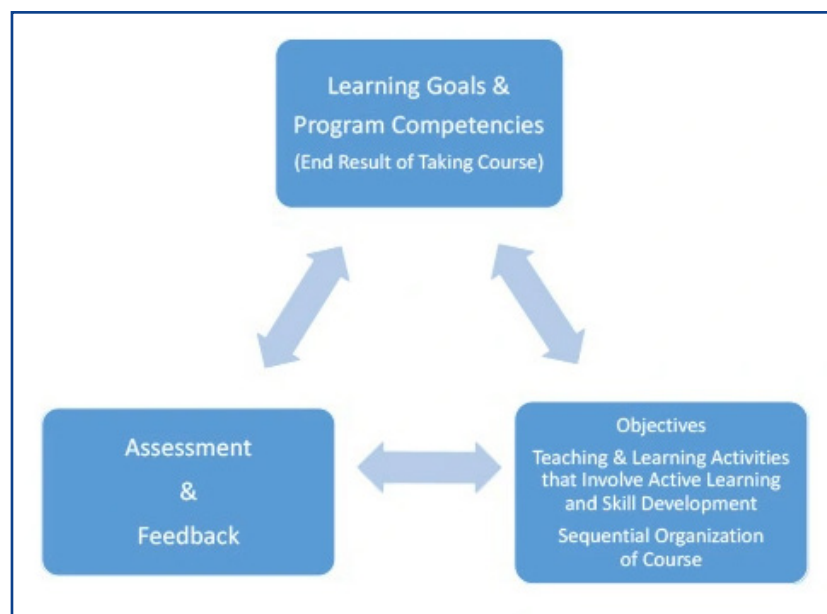 Learning Goals &
Program Competencies
(End Result of Taking Course)
Assessment
&
Feedback
Objectives
Teaching & Learning Activities
that Involve Active Learning
and Skill Development
Sequential Organization
of Course